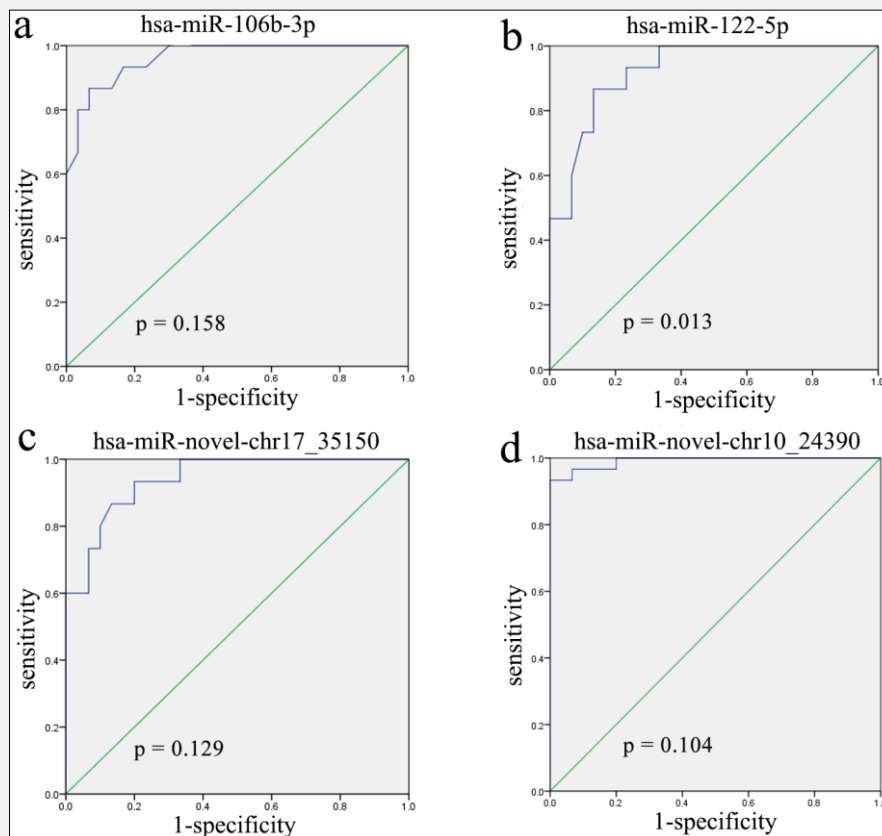 a
hsa-miR-106b-3p
1.0
0.8
0.6
0.4
0.2
0.0
sensitivity
p = 0.158
0.0 0.2 0.4 0.6 0.8 1.0
1-specificity
b
hsa-miR-122-5p
1.0
0.8
0.6
0.4
0.2
0.0
sensitivity
p = 0.013
0.0 0.2 0.4 0.6 0.8 1.0
1-specificity
c
hsa-miR-novel-chr17_35150
1.0
0.8
0.6
0.4
0.2
0.0
sensitivity
p = 0.129
0.0 0.2 0.4 0.6 0.8 1.0
1-specificity
d
hsa-miR-novel-chr10_24390
1.0
0.8
0.6
0.4
0.2
0.0
sensitivity
p = 0.104
0.0 0.2 0.4 0.6 0.8 1.0
1-specificity